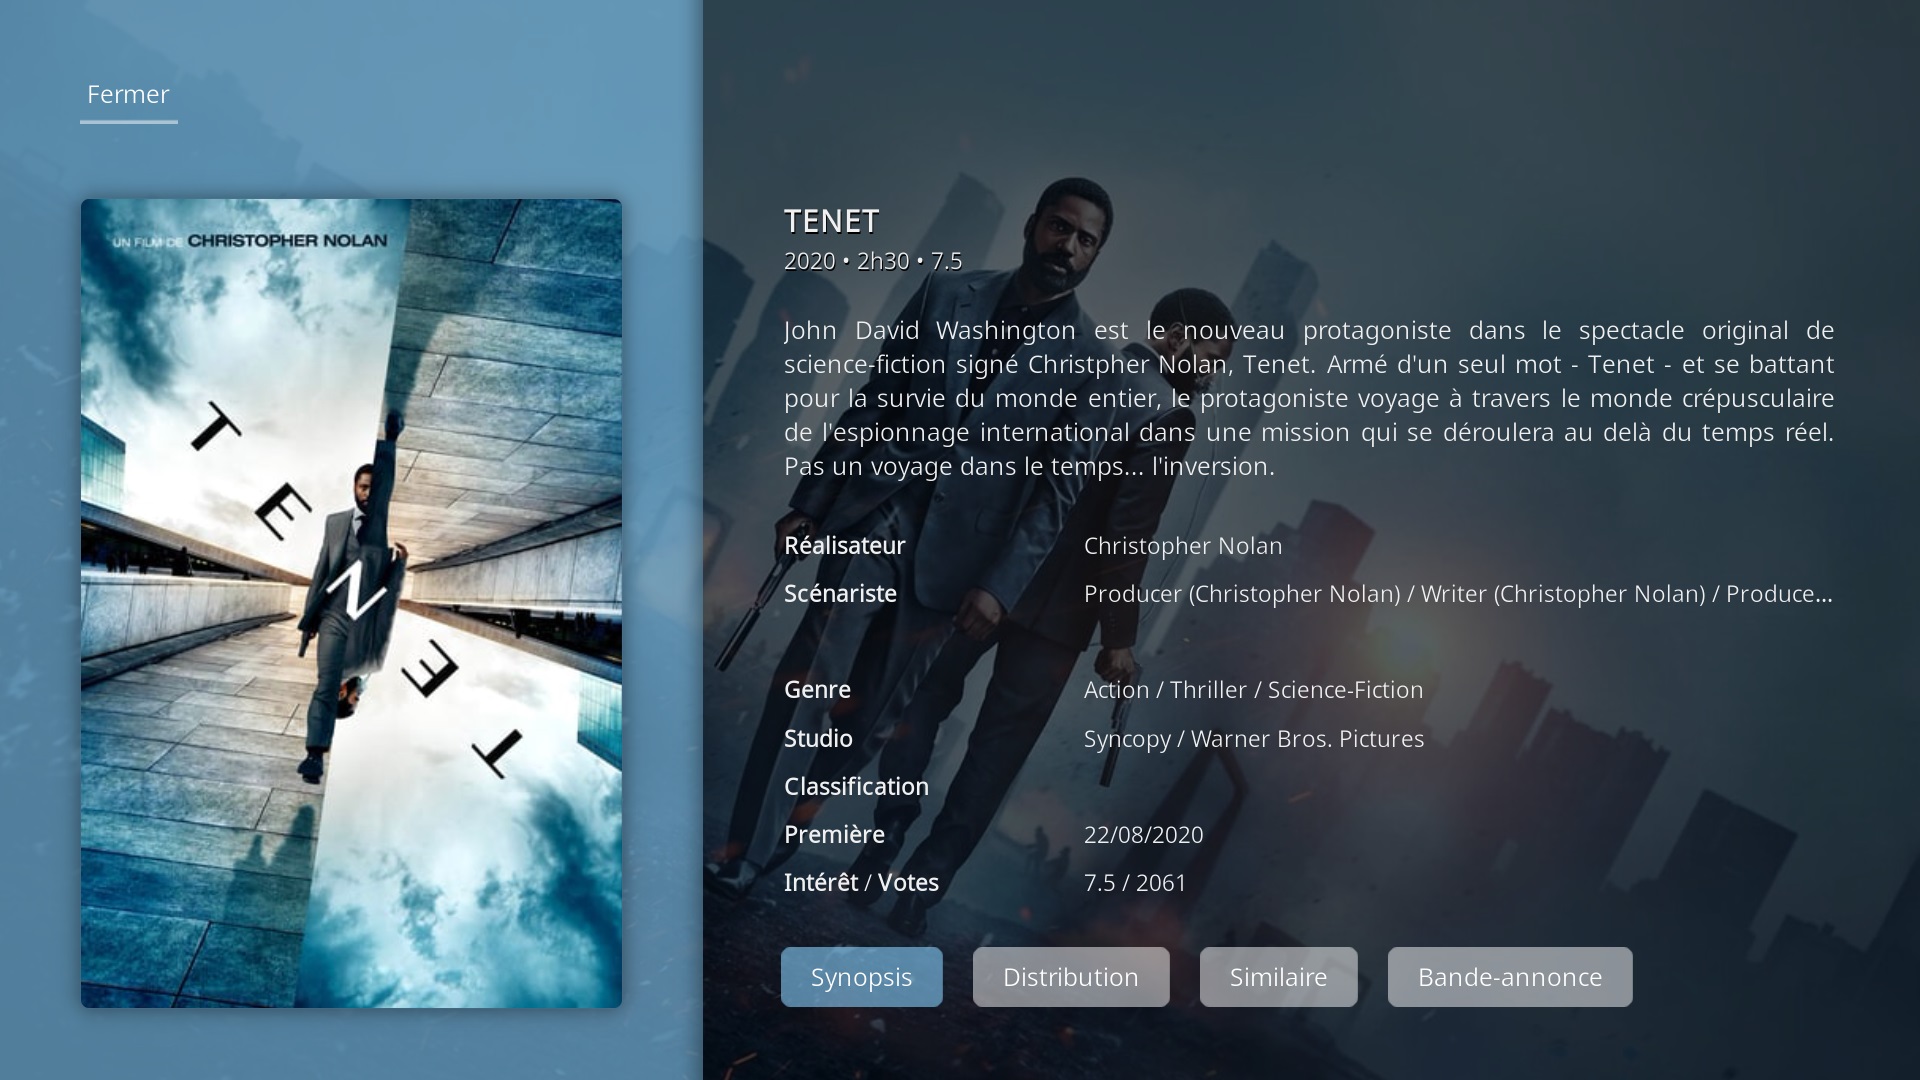 Fermer
UN FILM DE CHRISTOPHER NOLAN
T
E
N
E
T
TENET
2020 • 2h30 • 7.5
John David Washington est le nouveau protagoniste dans le spectacle original de
science-fiction signé Christpher Nolan, Tenet. Armé d'un seul mot - Tenet - et se battant
pour la survie du monde entier, le protagoniste voyage à travers le monde crépusculaire
de l'espionnage international dans une mission qui se déroulera au delà du temps réel.
Pas un voyage dans le temps... l'inversion.
Réalisateur Christopher Nolan
Scénariste Producer (Christopher Nolan) / Writer (Christopher Nolan) / Produce...
Genre Action / Thriller / Science-Fiction
Studio Syncopy / Warner Bros. Pictures
Classification
Première 22/08/2020
Intérêt / Votes 7.5 / 2061
Synopsis Distribution Similaire Bande-annonce